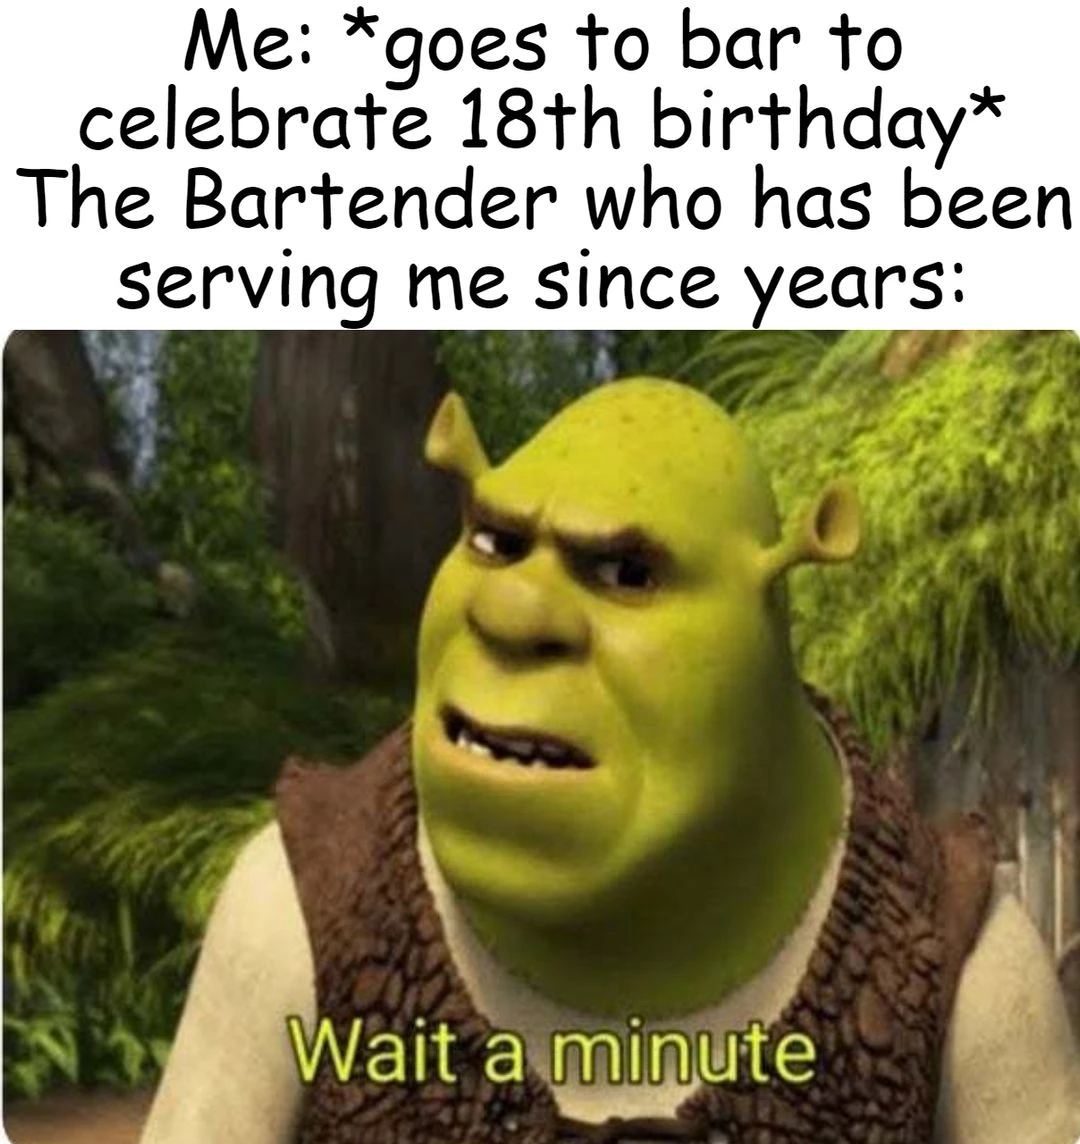 Me: *goes to bar to
celebrate 18th birthday*
The Bartender who has been
serving me since years:
Wait a minute